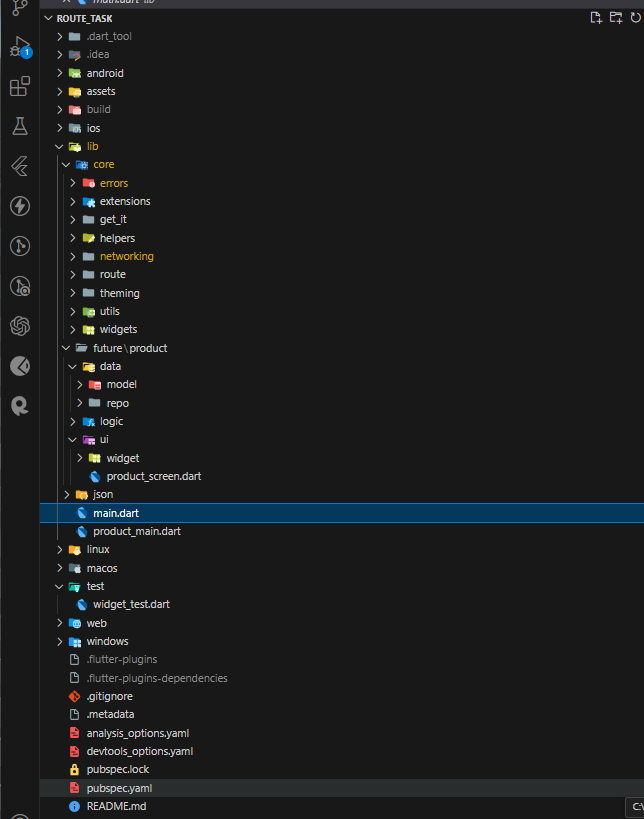 main.dart lib
ROUTE_TASK
.dart_tool
.idea
android
assets
build
ios
lib
core
errors
extensions
get_it
helpers
networking
route
theming
utils
widgets
future\product
data
model
repo
logic
ui
widget
product_screen.dart
json
main.dart
product_main.dart
linux
macos
test
widget_test.dart
web
windows
.flutter-plugins
.flutter-plugins-dependencies
.gitignore
.metadata
analysis_options.yaml
devtools_options.yaml
pubspec.lock
pubspec.yaml
README.md
1